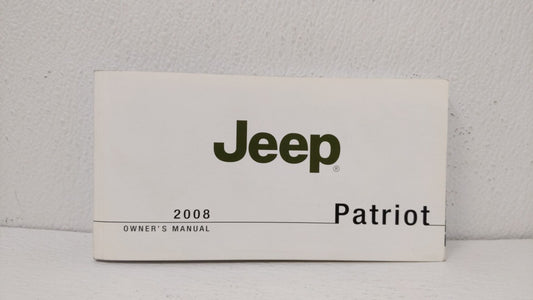 Jeep®
2008 Patriot
OWNER'S MANUAL